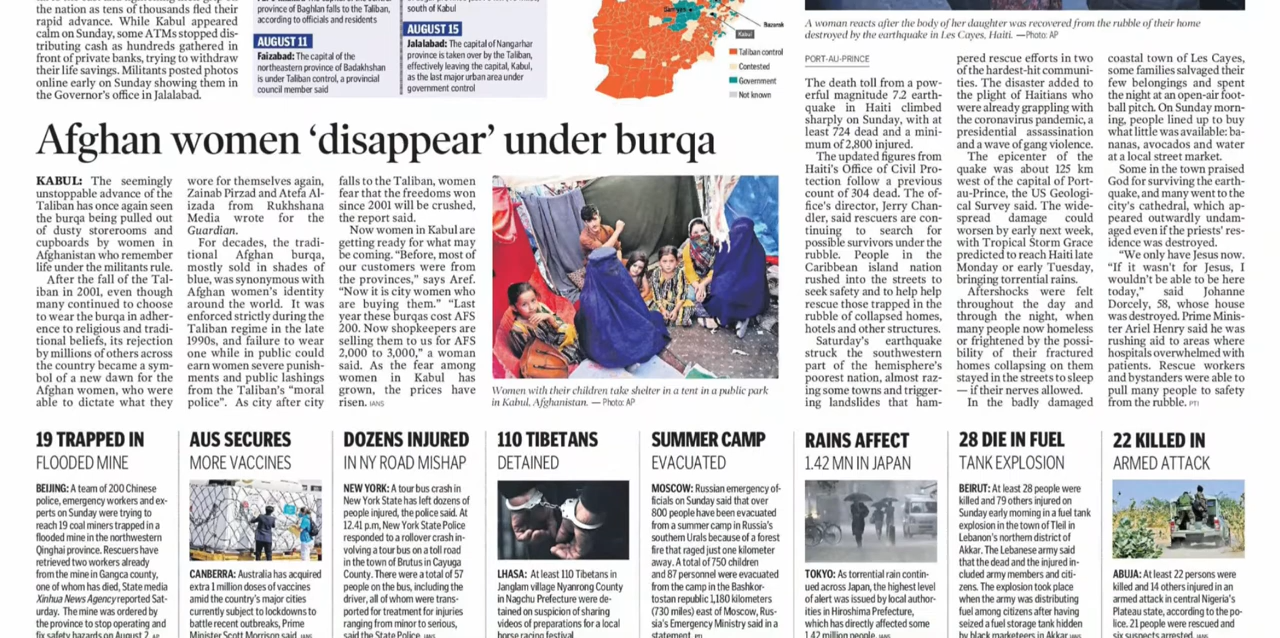 the nation as tens of thousands fled their
rapid advance. While Kabul appeared
calm on Sunday, some ATMs stopped dis-
tributing cash as hundreds gathered in
front of private banks, trying to withdraw
their life savings. Militants posted photos
online early on Sunday showing them in
the Governor's office in Jalalabad.
province of Baghlan falls to the Taliban,
according to officials and residents
AUGUST 11
Faizabad: The capital of the
northeastern province of Badakhshan
is under Taliban control, a provincial
council member said
south of Kabul
AUGUST 15
Jalalabad: The capital of Nangarhar
province is taken over by the Taliban,
effectively leaving the capital, Kabul,
as the last major urban area under
government control
Kabul
Taliban control
Contested
Government
Not known
A woman reacts after the body of her daughter was recovered from the rubble of their home
destroyed by the earthquake in Les Cayes, Haiti. —Photo: AP
Afghan women 'disappear' under burqa
KABUL: The seemingly
unstoppable advance of the
Taliban has once again seen
the burqa being pulled out
of dusty storerooms and
cupboards by women in
Afghanistan who remember
life under the militants rule.
After the fall of the Tal-
iban in 2001, even though
many continued to choose
to wear the burqa in adher-
ence to religious and tradi-
tional beliefs, its rejection
by millions of others across
the country became a sym-
bol of a new dawn for the
Afghan women, who were
able to dictate what they
wore for themselves again,
Zainab Pirzad and Atefa Al-
izada from Rukhshana
Media wrote for the
Guardian.
For decades, the tradi-
tional Afghan burqa,
mostly sold in shades of
blue, was synonymous with
Afghan women's identity
around the world. It was
enforced strictly during the
Taliban regime in the late
1990s, and failure to wear
one while in public could
earn women severe punish-
ments and public lashings
from the Taliban's "moral
police". As city after city
falls to the Taliban, women
fear that the freedoms won
since 2001 will be crushed,
the report said.
Now women in Kabul are
getting ready for what may
be coming. "Before, most of
our customers were from
the provinces," says Aref.
"Now it is city women who
are buying them." "Last
year these burqas cost AFS
200. Now shopkeepers are
selling them to us for AFS
2,000 to 3,000," a woman
said. As the fear among
women in Kabul has
grown, the prices have
risen. IANS
Women with their children take shelter in a tent in a public park
in Kabul, Afghanistan. — Photo: AP
PORT-AU-PRINCE
The death toll from a pow-
erful magnitude 7.2 earth-
quake in Haiti climbed
sharply on Sunday, with at
least 724 dead and a mini-
mum of 2,800 injured.
The updated figures from
Haiti's Office of Civil Pro-
tection follow a previous
count of 304 dead. The of-
fice's director, Jerry Chan-
dler, said rescuers are con-
tinuing to search for
possible survivors under the
rubble. People in the
Caribbean island nation
rushed into the streets to
seek safety and to help help
rescue those trapped in the
rubble of collapsed homes,
hotels and other structures.
Saturday's earthquake
struck the southwestern
part of the hemisphere's
poorest nation, almost raz-
ing some towns and trigger-
ing landslides that ham-
pered rescue efforts in two
of the hardest-hit communi-
ties. The disaster added to
the plight of Haitians who
were already grappling with
the coronavirus pandemic, a
presidential assassination
and a wave of gang violence.
The epicenter of the
quake was about 125 km
west of the capital of Port-
au-Prince, the US Geologi-
cal Survey said. The wide-
spread damage could
worsen by early next week,
with Tropical Storm Grace
predicted to reach Haiti late
Monday or early Tuesday,
bringing torrential rains.
Aftershocks were felt
throughout the day and
through the night, when
many people now homeless
or frightened by the possi-
bility of their fractured
homes collapsing on them
stayed in the streets to sleep
— if their nerves allowed.
In the badly damaged
coastal town of Les Cayes,
some families salvaged their
few belongings and spent
the night at an open-air foot-
ball pitch. On Sunday morn-
ing, people lined up to buy
what little was available: ba-
nanas, avocados and water
at a local street market.
Some in the town praised
God for surviving the earth-
quake, and many went to the
city's cathedral, which ap-
peared outwardly undam-
aged even if the priests' res-
idence was destroyed.
"We only have Jesus now.
"If it wasn't for Jesus, I
wouldn't be able to be here
today," said Johanne
Dorcely, 58, whose house
was destroyed. Prime Minis-
ter Ariel Henry said he was
rushing aid to areas where
hospitals overwhelmed with
patients. Rescue workers
and bystanders were able to
pull many people to safety
from the rubble. PTI
19 TRAPPED IN
FLOODED MINE
BEIJING: A team of 200 Chinese
police, emergency workers and ex-
perts on Sunday were trying to
reach 19 coal miners trapped in a
flooded mine in the northwestern
Qinghai province. Rescuers have
retrieved two workers already
from the mine in Gangca county,
one of whom has died, State media
Xinhua News Agency reported Sat-
urday. The mine was ordered by
the province to stop operating and
fix safety hazards on August 2. AP
AUS SECURES
MORE VACCINES
CANBERRA: Australia has acquired
extra 1 million doses of vaccines
amid the country's major cities
currently subject to lockdowns to
battle recent outbreaks, Prime
Minister Scott Morrison said. IANS
DOZENS INJURED
IN NY ROAD MISHAP
NEW YORK: A tour bus crash in
New York State has left dozens of
people injured, the police said. At
12.41 p.m, New York State Police
responded to a rollover crash in-
volving a tour bus on a toll road
in the town of Brutus in Cayuga
County. There were a total of 57
people on the bus, including the
driver, all of whom were trans-
ported for treatment for injuries
ranging from minor to serious,
said the State Police. IANS
110 TIBETANS
DETAINED
LHASA: At least 110 Tibetans in
Janglam village Nyanrong County
in Nagchu Prefecture were de-
tained on suspicion of sharing
videos of preparations for a local
horse racing festival.
SUMMER CAMP
EVACUATED
MOSCOW: Russian emergency of-
ficials on Sunday said that over
800 people have been evacuated
from a summer camp in Russia's
southern Urals because of a forest
fire that raged just one kilometer
away. A total of 750 children
and 87 personnel were evacuated
from the camp in the Bashkor-
tostan republic 1,180 kilometers
(730 miles) east of Moscow, Rus-
sia's Emergency Ministry said in a
statement. PTI
RAINS AFFECT
1.42 MN IN JAPAN
TOKYO: As torrential rain contin-
ued across Japan, the highest level
of alert was issued by local author-
ities in Hiroshima Prefecture,
which has directly affected some
1.42 million people. IANS
28 DIE IN FUEL
TANK EXPLOSION
BEIRUT: At least 28 people were
killed and 79 others injured on
Sunday early morning in a fuel tank
explosion in the town of Tleil in
Lebanon's northern district of
Akkar. The Lebanese army said
that the dead and the injured in-
cluded army members and citi-
zens. The explosion took place
when the army was distributing
fuel among citizens after having
seized a fuel storage tank hidden
by black marketeers in Akkar. IANS
22 KILLED IN
ARMED ATTACK
ABUJA: At least 22 persons were
killed and 14 others injured in an
armed attack in central Nigeria's
Plateau state, according to the po-
lice. 21 people were rescued and
six suspects arrested.